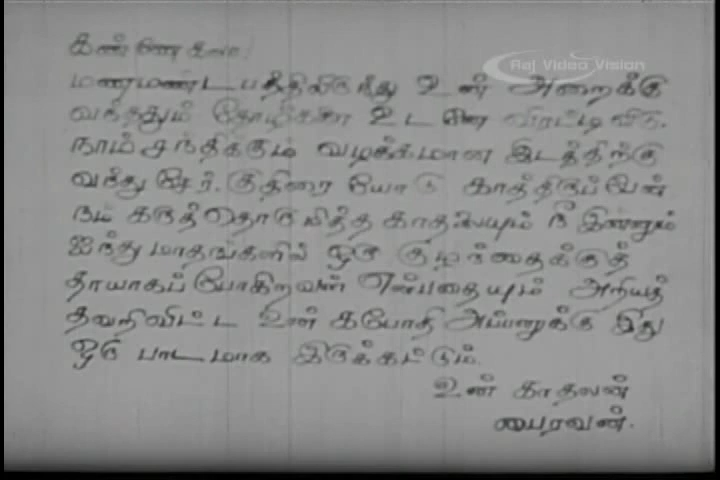 Raj Video Vision
கண்ணே கலா!
மணமண்டபத்திலிருந்து உன் அறைக்கு
வந்ததும் தோழிகளை உடனே விரட்டிவிடு.
நாம் சந்திக்கும் வழக்கமான இடத்திற்கு
வந்து சேர். குதிரையோடு காத்திருப்பேன்.
நம் கருத்தொருமித்த காதலையும் நீ இன்னும்
ஐந்து மாதங்களில் ஒரு குழந்தைக்குத்
தாயாகப் போகிறவள் என்பதையும் அறியத்
தவறிவிட்ட உன் கபோதி அப்பனுக்கு இது
ஒரு பாடமாக இருக்கட்டும்.
உன் காதலன்
பைரவன்.